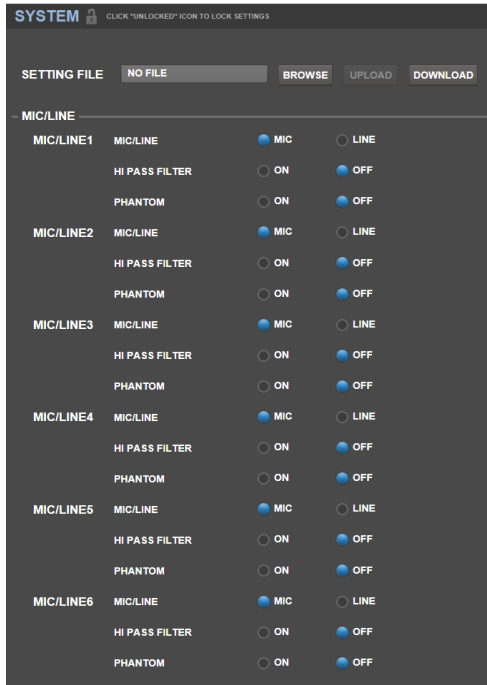 SYSTEM CLICK "UNLOCKED" ICON TO LOCK SETTINGS
SETTING FILE NO FILE BROWSE UPLOAD DOWNLOAD
MIC/LINE
MIC/LINE1 MIC/LINE MIC LINE
HI PASS FILTER ON OFF
PHANTOM ON OFF
MIC/LINE2 MIC/LINE MIC LINE
HI PASS FILTER ON OFF
PHANTOM ON OFF
MIC/LINE3 MIC/LINE MIC LINE
HI PASS FILTER ON OFF
PHANTOM ON OFF
MIC/LINE4 MIC/LINE MIC LINE
HI PASS FILTER ON OFF
PHANTOM ON OFF
MIC/LINE5 MIC/LINE MIC LINE
HI PASS FILTER ON OFF
PHANTOM ON OFF
MIC/LINE6 MIC/LINE MIC LINE
HI PASS FILTER ON OFF
PHANTOM ON OFF